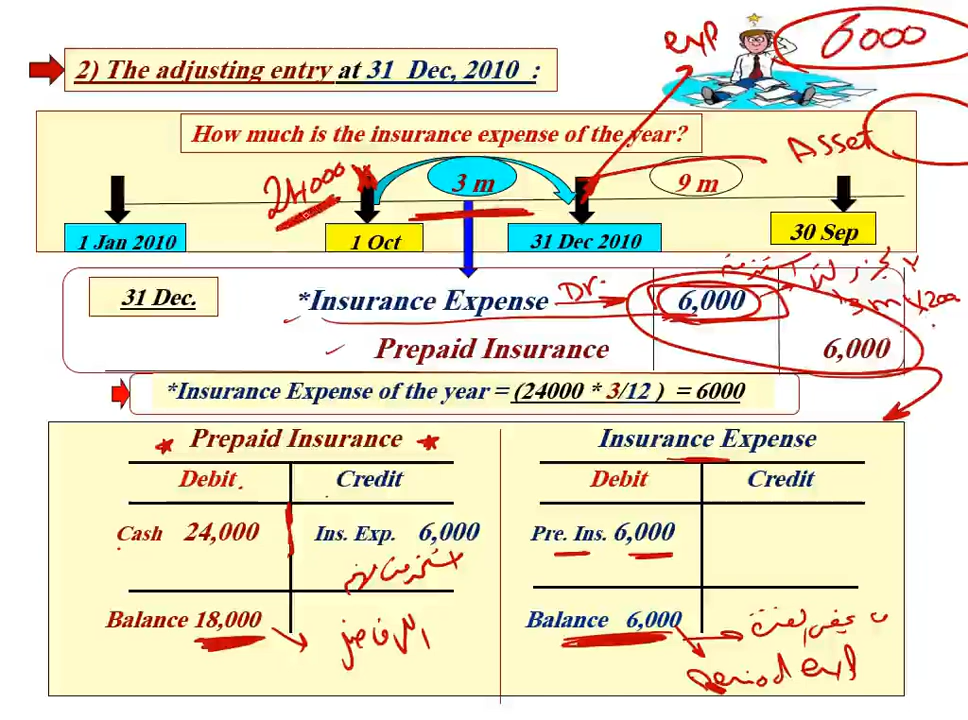 exp 6000
2) The adjusting entry at 31 Dec, 2010 :
How much is the insurance expense of the year?
Asset
24000
3 m
9 m
1 Jan 2010
1 Oct
31 Dec 2010
30 Sep
31 Dec.
*Insurance Expense Dr. 6,000
Prepaid Insurance 6,000
*Insurance Expense of the year = (24000 * 3/12 ) = 6000
* Prepaid Insurance *
Insurance Expense
Debit. Credit
Debit Credit
Cash 24,000 Ins. Exp. 6,000
Pre. Ins. 6,000
Balance 18,000
Balance 6,000
period exp